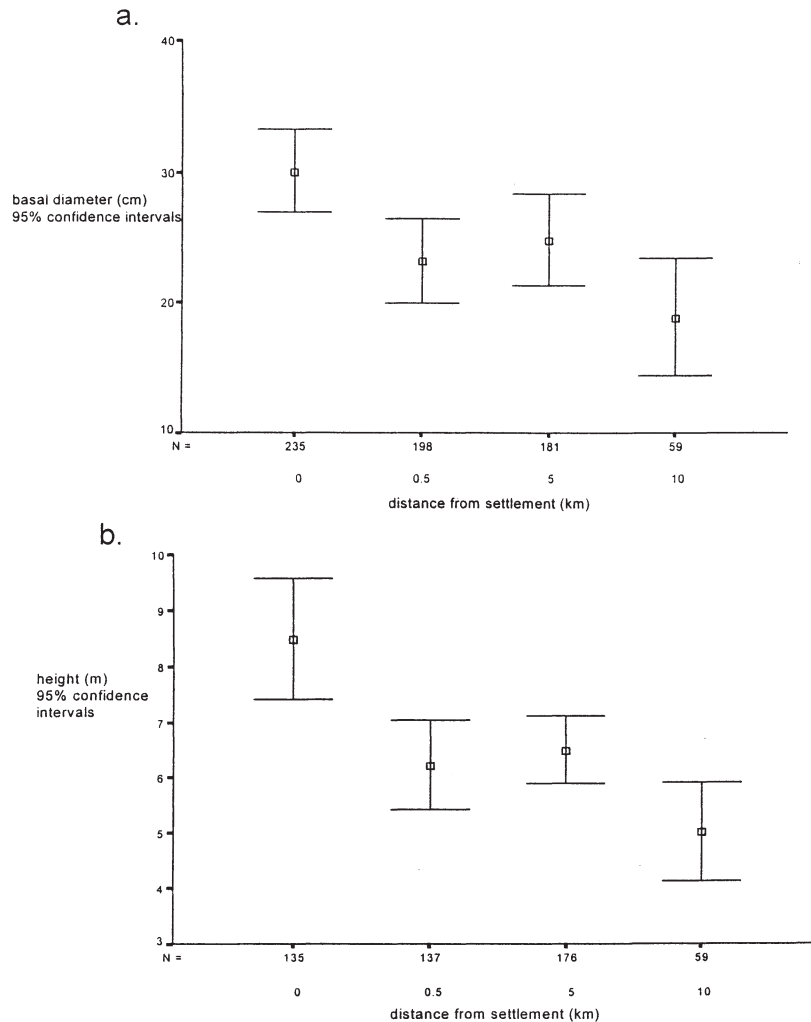 a.
40
30
basal diameter (cm)
95% confidence intervals
20
10
N =
235 198 181 59
0 0.5 5 10
distance from settlement (km)
b.
10
9
8
height (m)
95% confidence
intervals
7
6
5
4
3
N =
135 137 176 59
0 0.5 5 10
distance from settlement (km)